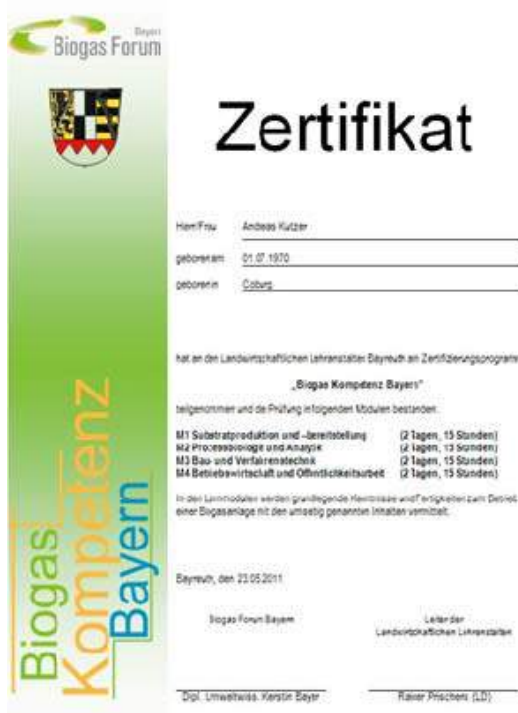 Bayern
Biogas Forum
Zertifikat
Herr/Frau Andreas Kutzer
geboren am 01.07.1970
geboren in Coburg
hat an den Landwirtschaftlichen Lehranstalten Bayreuth am Zertifizierungsprogramm
„Biogas Kompetenz Bayern"
teilgenommen und die Prüfung in folgenden Modulen bestanden:
M1 Substratproduktion und –bereitstellung (2 Tagen, 15 Stunden)
M2 Prozessbiologie und Analytik (2 Tagen, 15 Stunden)
M3 Bau- und Verfahrenstechnik (2 Tagen, 15 Stunden)
M4 Betriebswirtschaft und Öffentlichkeitsarbeit (2 Tagen, 15 Stunden)
In den Lernmodulen werden grundlegende Kenntnisse und Fertigkeiten zum Betrieb
einer Biogasanlage mit den umseitig genannten Inhalten vermittelt.
Bayreuth, den 23.05.2011
Biogas Forum Bayern
Leiter der
Landwirtschaftlichen Lehranstalten
Dipl. Umweltwiss. Kerstin Bayer
Rainer Prischenk (LD)
Biogas
Kompetenz
Bayern